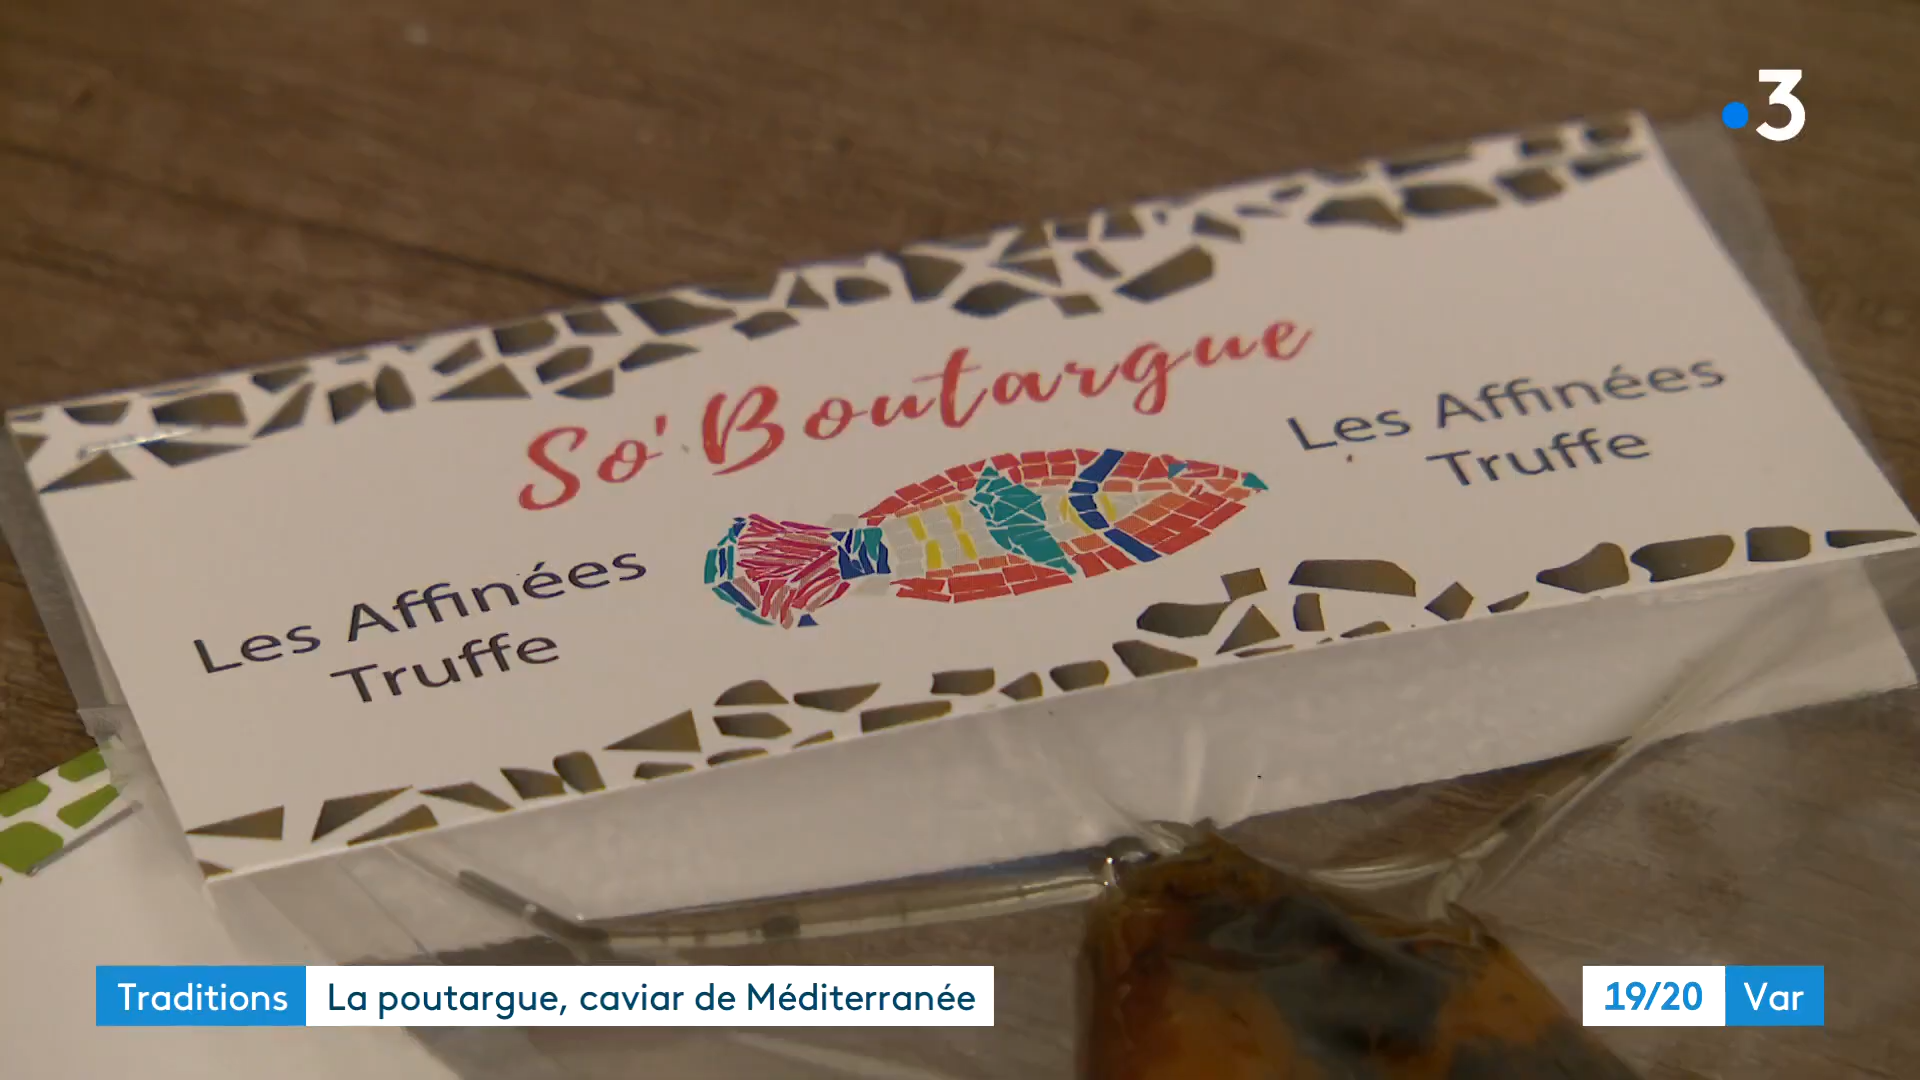 3
So' Boutargue
Les Affinées
Truffe
Les Affinées
Truffe
Traditions
La poutargue, caviar de Méditerranée
19/20
Var